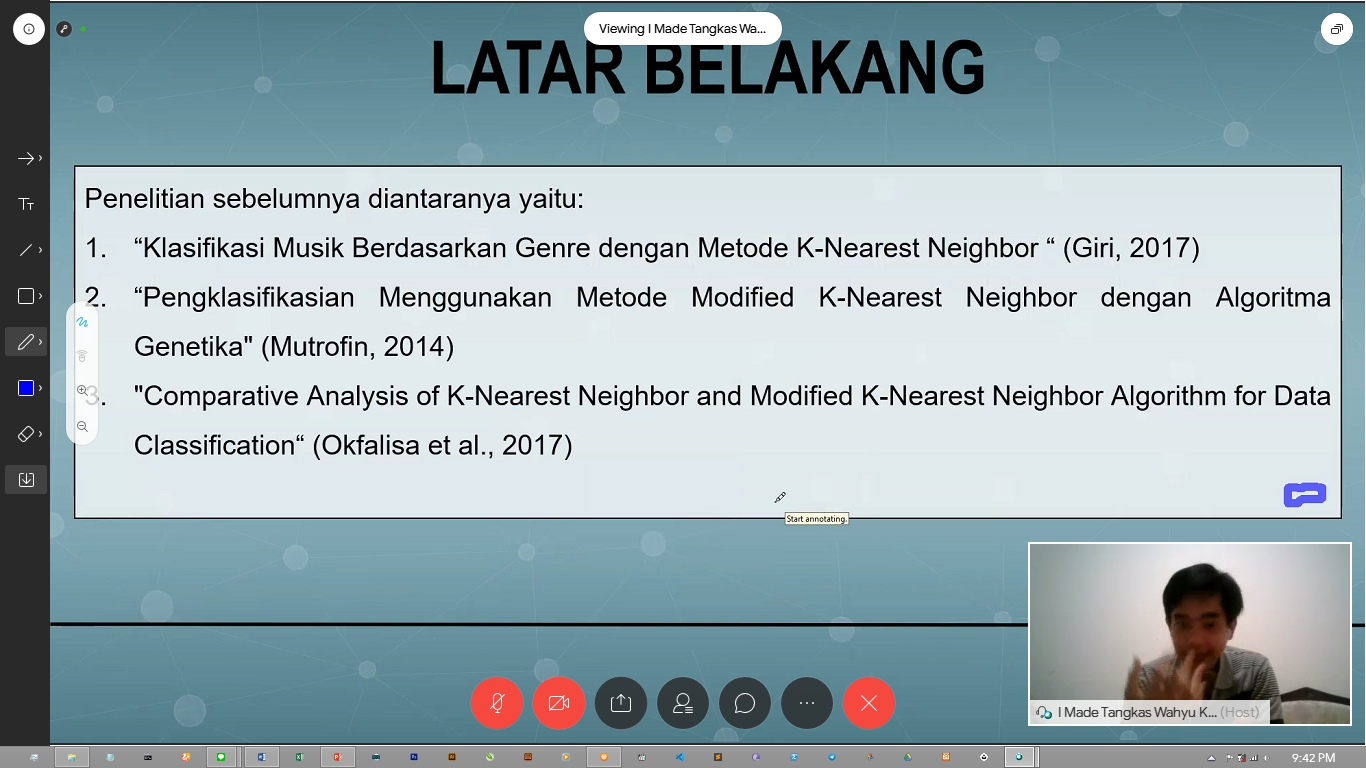 Viewing I Made Tangkas Wa...
LATAR BELAKANG
Penelitian sebelumnya diantaranya yaitu:
1. “Klasifikasi Musik Berdasarkan Genre dengan Metode K-Nearest Neighbor “ (Giri, 2017)
2. “Pengklasifikasian Menggunakan Metode Modified K-Nearest Neighbor dengan Algoritma
Genetika" (Mutrofin, 2014)
3. "Comparative Analysis of K-Nearest Neighbor and Modified K-Nearest Neighbor Algorithm for Data
Classification“ (Okfalisa et al., 2017)
Start annotating.
I Made Tangkas Wahyu K... (Host)
9:42 PM